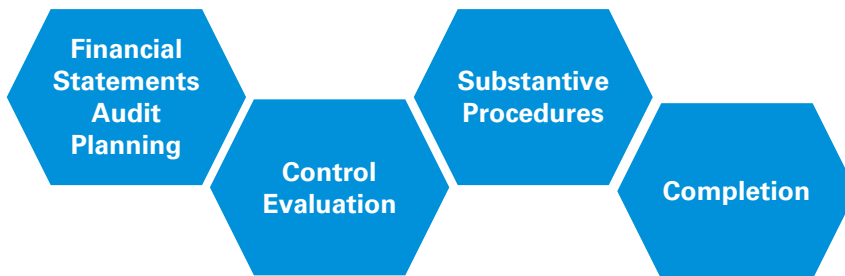 Financial
Statements
Audit
Planning
Control
Evaluation
Substantive
Procedures
Completion